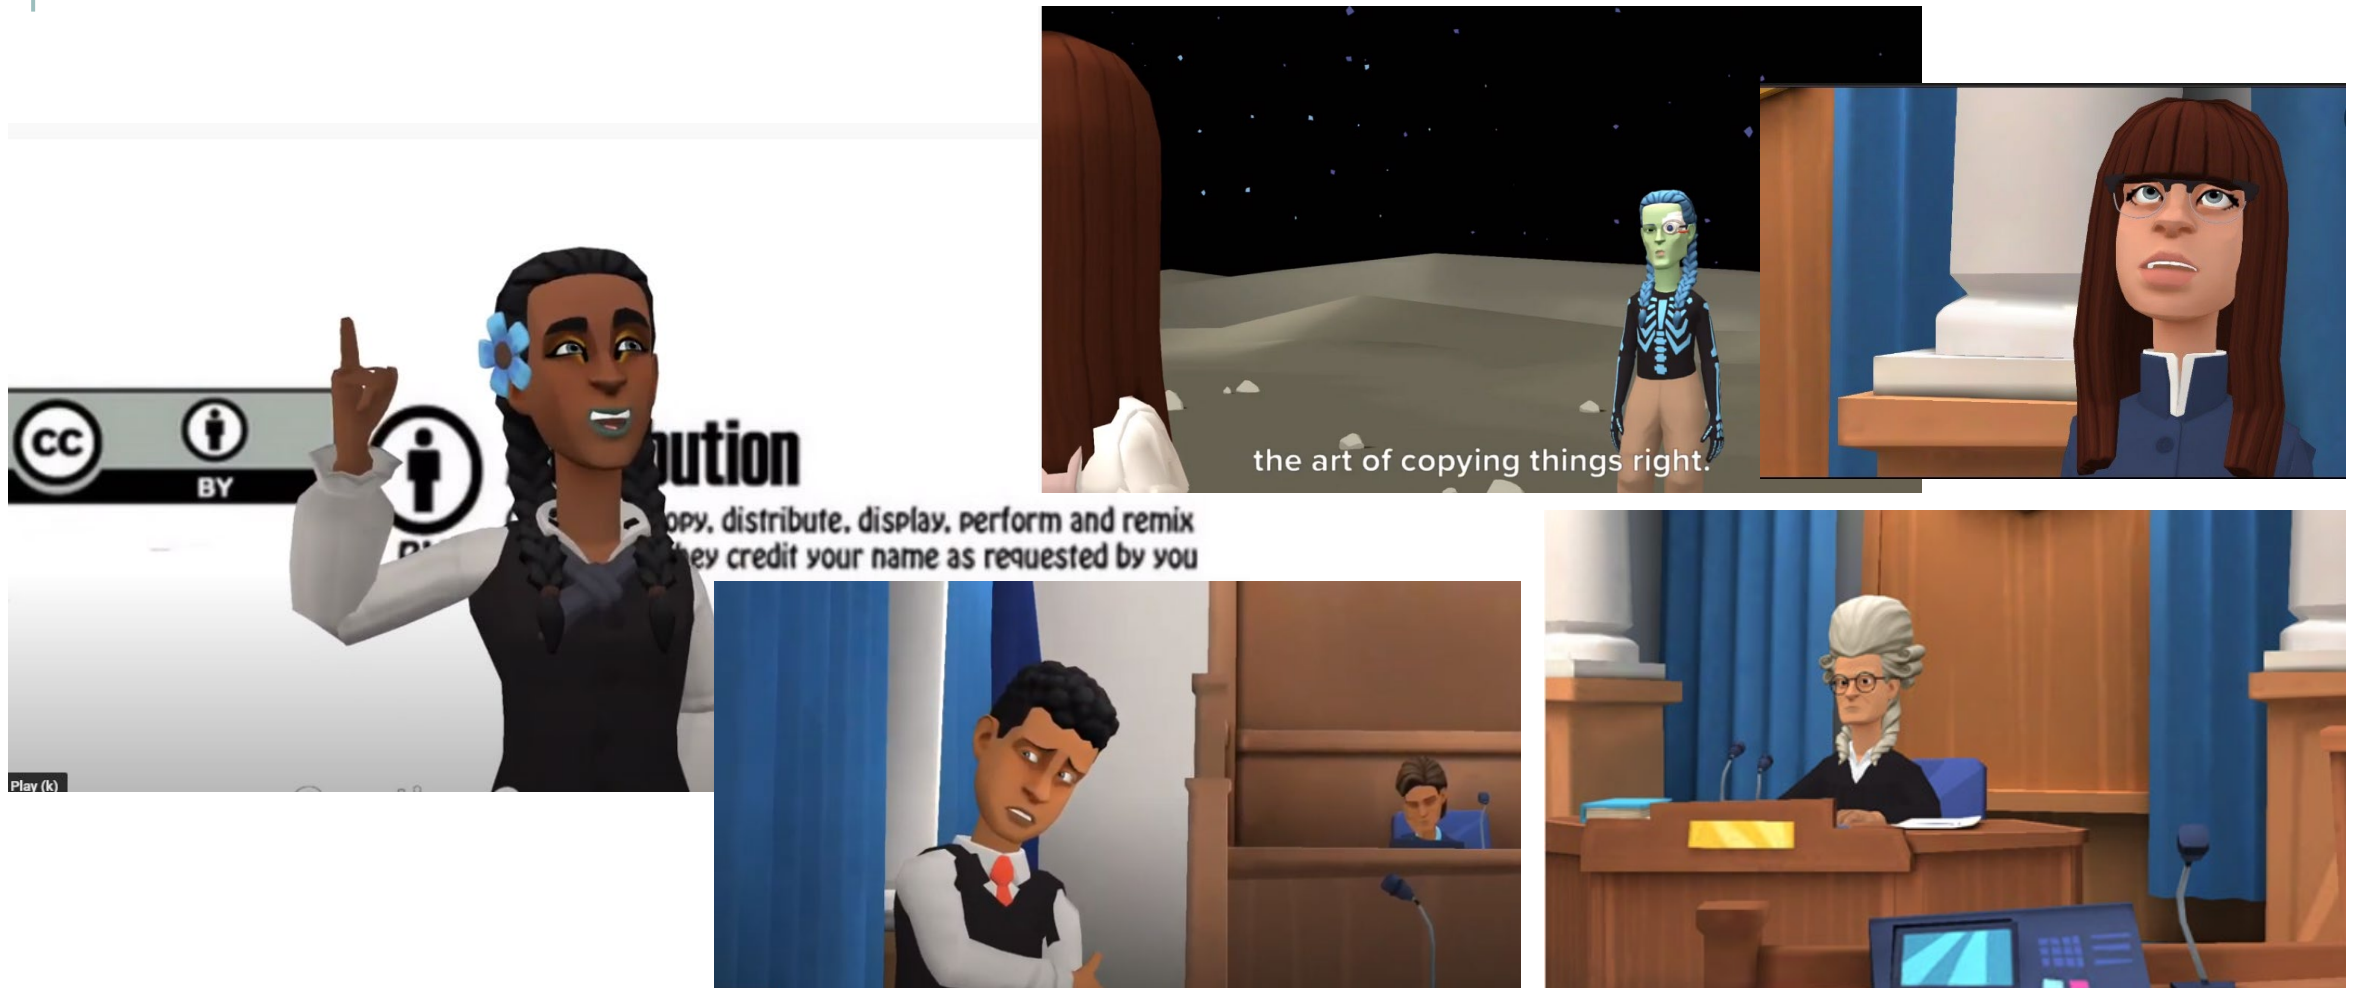 cc
BY
bution
opy, distribute, display, perform and remix
hey credit your name as requested by you
Play (k)
the art of copying things right.